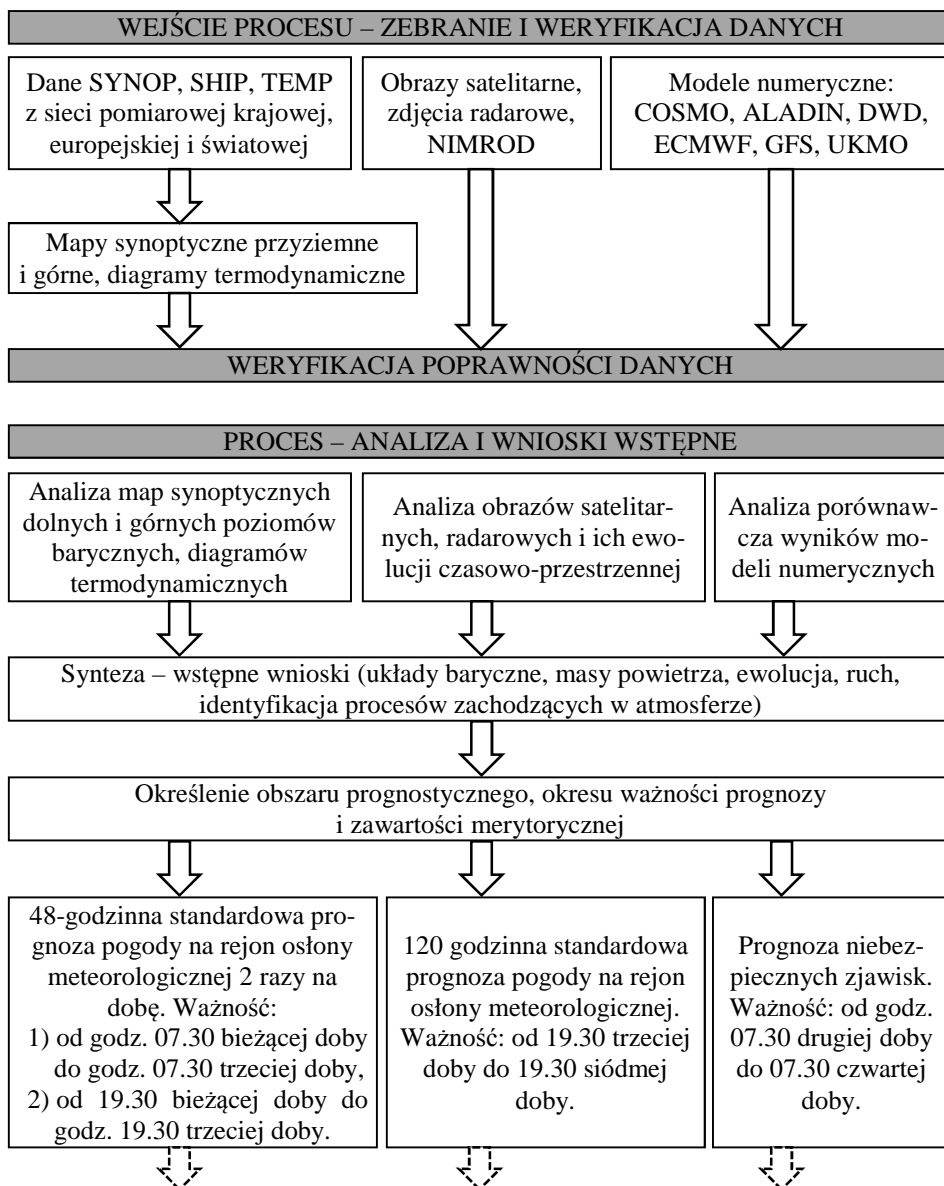 WEJŚCIE PROCESU – ZEBRANIE I WERYFIKACJA DANYCH
Dane SYNOP, SHIP, TEMP
z sieci pomiarowej krajowej,
europejskiej i światowej
Obrazy satelitarne,
zdjęcia radarowe,
NIMROD
Modele numeryczne:
COSMO, ALADIN, DWD,
ECMWF, GFS, UKMO
Mapy synoptyczne przyziemne
i górne, diagramy termodynamiczne
WERYFIKACJA POPRAWNOŚCI DANYCH
PROCES – ANALIZA I WNIOSKI WSTĘPNE
Analiza map synoptycznych
dolnych i górnych poziomów
barycznych, diagramów
termodynamicznych
Analiza obrazów satelitar-
nych, radarowych i ich ewo-
lucji czasowo-przestrzennej
Analiza porównaw-
cza wyników mo-
deli numerycznych
Synteza – wstępne wnioski (układy baryczne, masy powietrza, ewolucja, ruch,
identyfikacja procesów zachodzących w atmosferze)
Określenie obszaru prognostycznego, okresu ważności prognozy
i zawartości merytorycznej
48-godzinna standardowa pro-
gnoza pogody na rejon osłony
meteorologicznej 2 razy na
dobę. Ważność:
1) od godz. 07.30 bieżącej doby
do godz. 07.30 trzeciej doby,
2) od 19.30 bieżącej doby do
godz. 19.30 trzeciej doby.
120 godzinna standardowa
prognoza pogody na rejon
osłony meteorologicznej.
Ważność: od 19.30 trzeciej
doby do 19.30 siódmej
doby.
Prognoza niebez-
piecznych zjawisk.
Ważność: od godz.
07.30 drugiej doby
do 07.30 czwartej
doby.